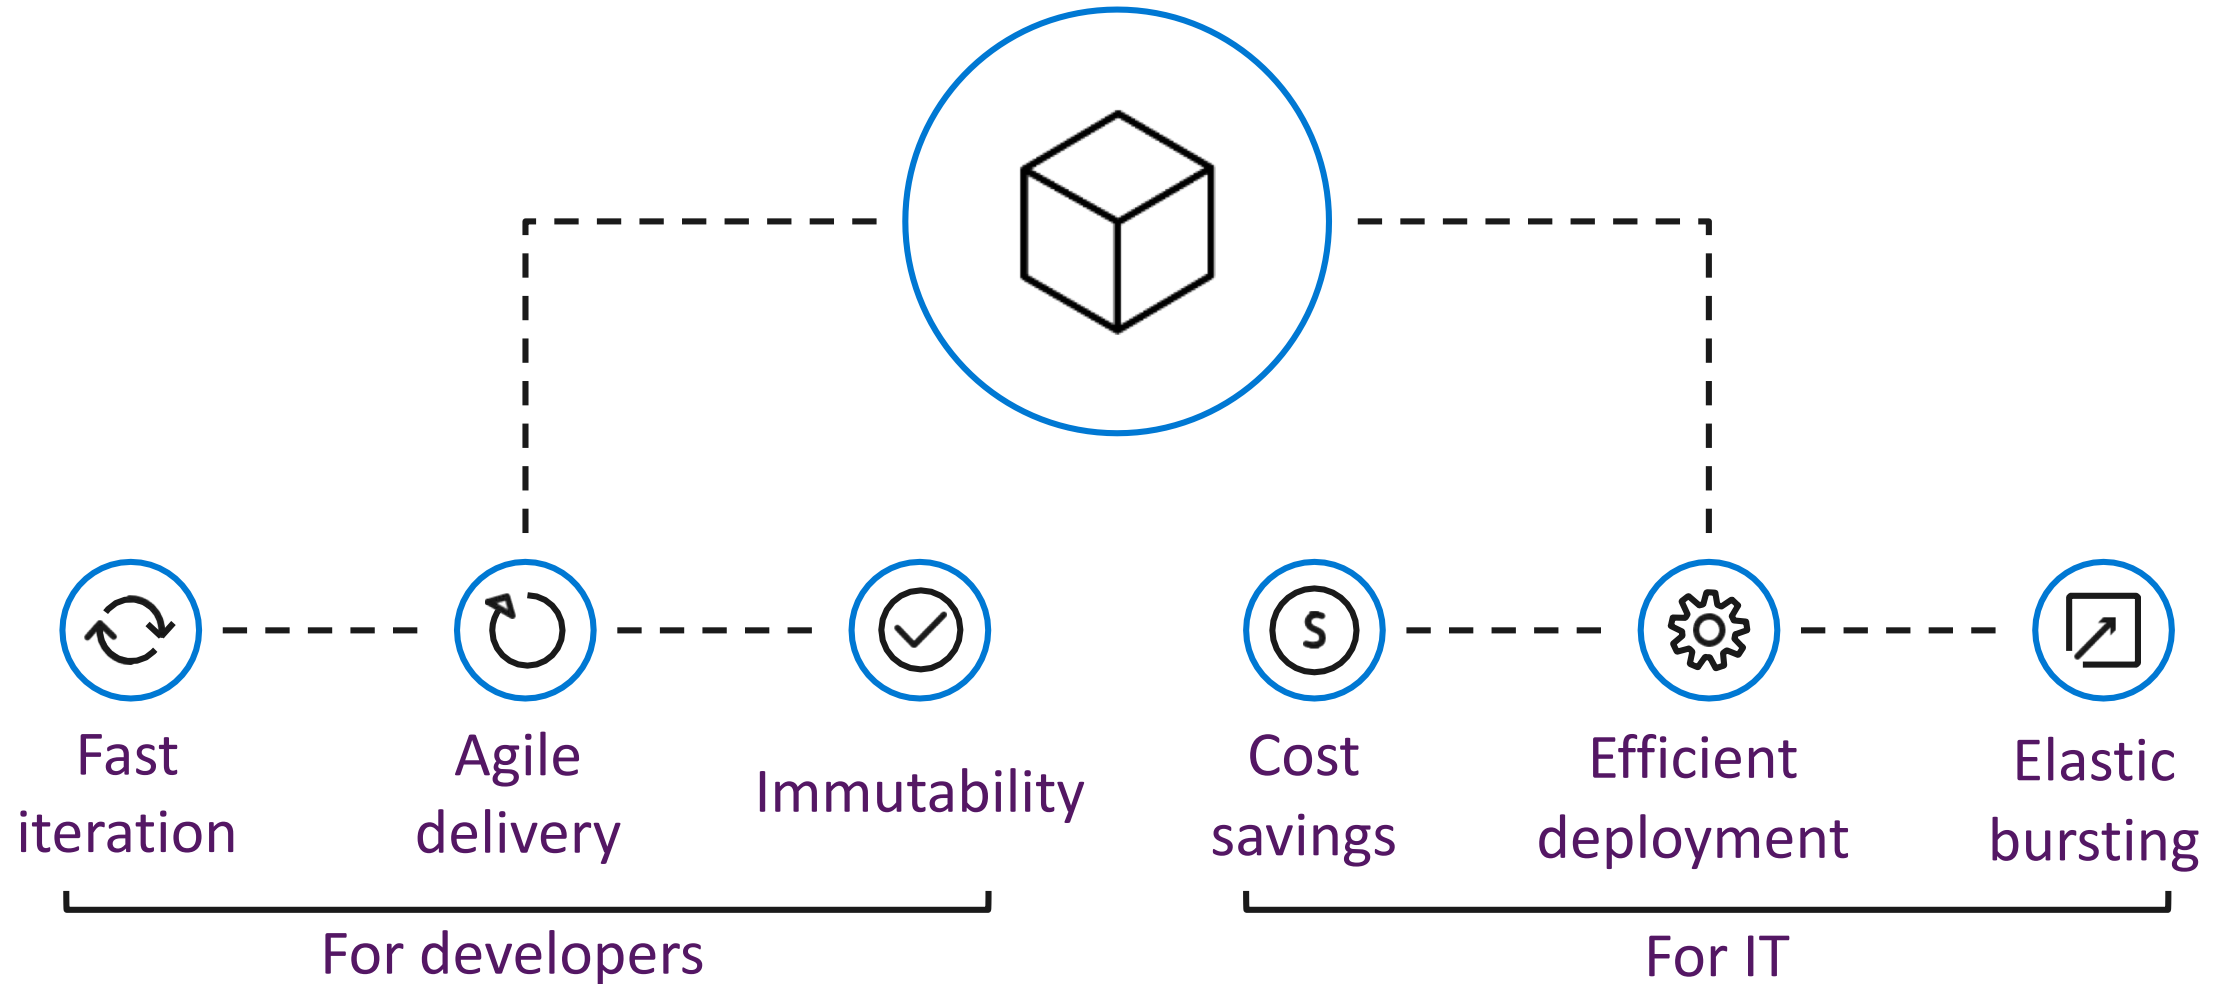 S
Fast
iteration
Agile
delivery
Immutability
Cost
savings
Efficient
deployment
Elastic
bursting
For developers
For IT